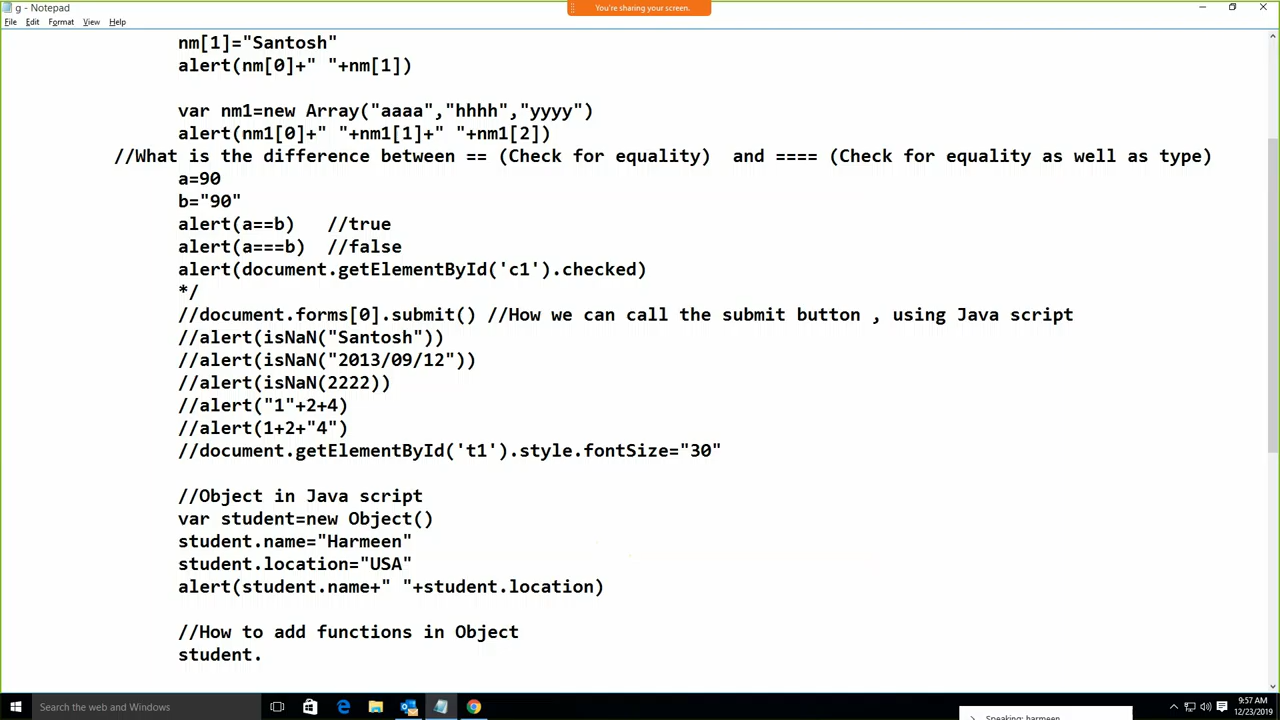 g - Notepad
You're sharing your screen.
File Edit Format View Help
nm[1]="Santosh"
alert(nm[0]+" "+nm[1])
var nm1=new Array("aaaa","hhhh","yyyy")
alert(nm1[0]+" "+nm1[1]+" "+nm1[2])
//What is the difference between == (Check for equality)  and ==== (Check for equality as well as type)
a=90
b="90"
alert(a==b)   //true
alert(a===b)  //false
alert(document.getElementById('c1').checked)
*/
//document.forms[0].submit() //How we can call the submit button , using Java script
//alert(isNaN("Santosh"))
//alert(isNaN("2013/09/12"))
//alert(isNaN(2222))
//alert("1"+2+4)
//alert(1+2+"4")
//document.getElementById('t1').style.fontSize="30"
//Object in Java script
var student=new Object()
student.name="Harmeen"
student.location="USA"
alert(student.name+" "+student.location)
//How to add functions in Object
student.
Search the web and Windows
9:57 AM
12/23/2019
Speaking: harmeen